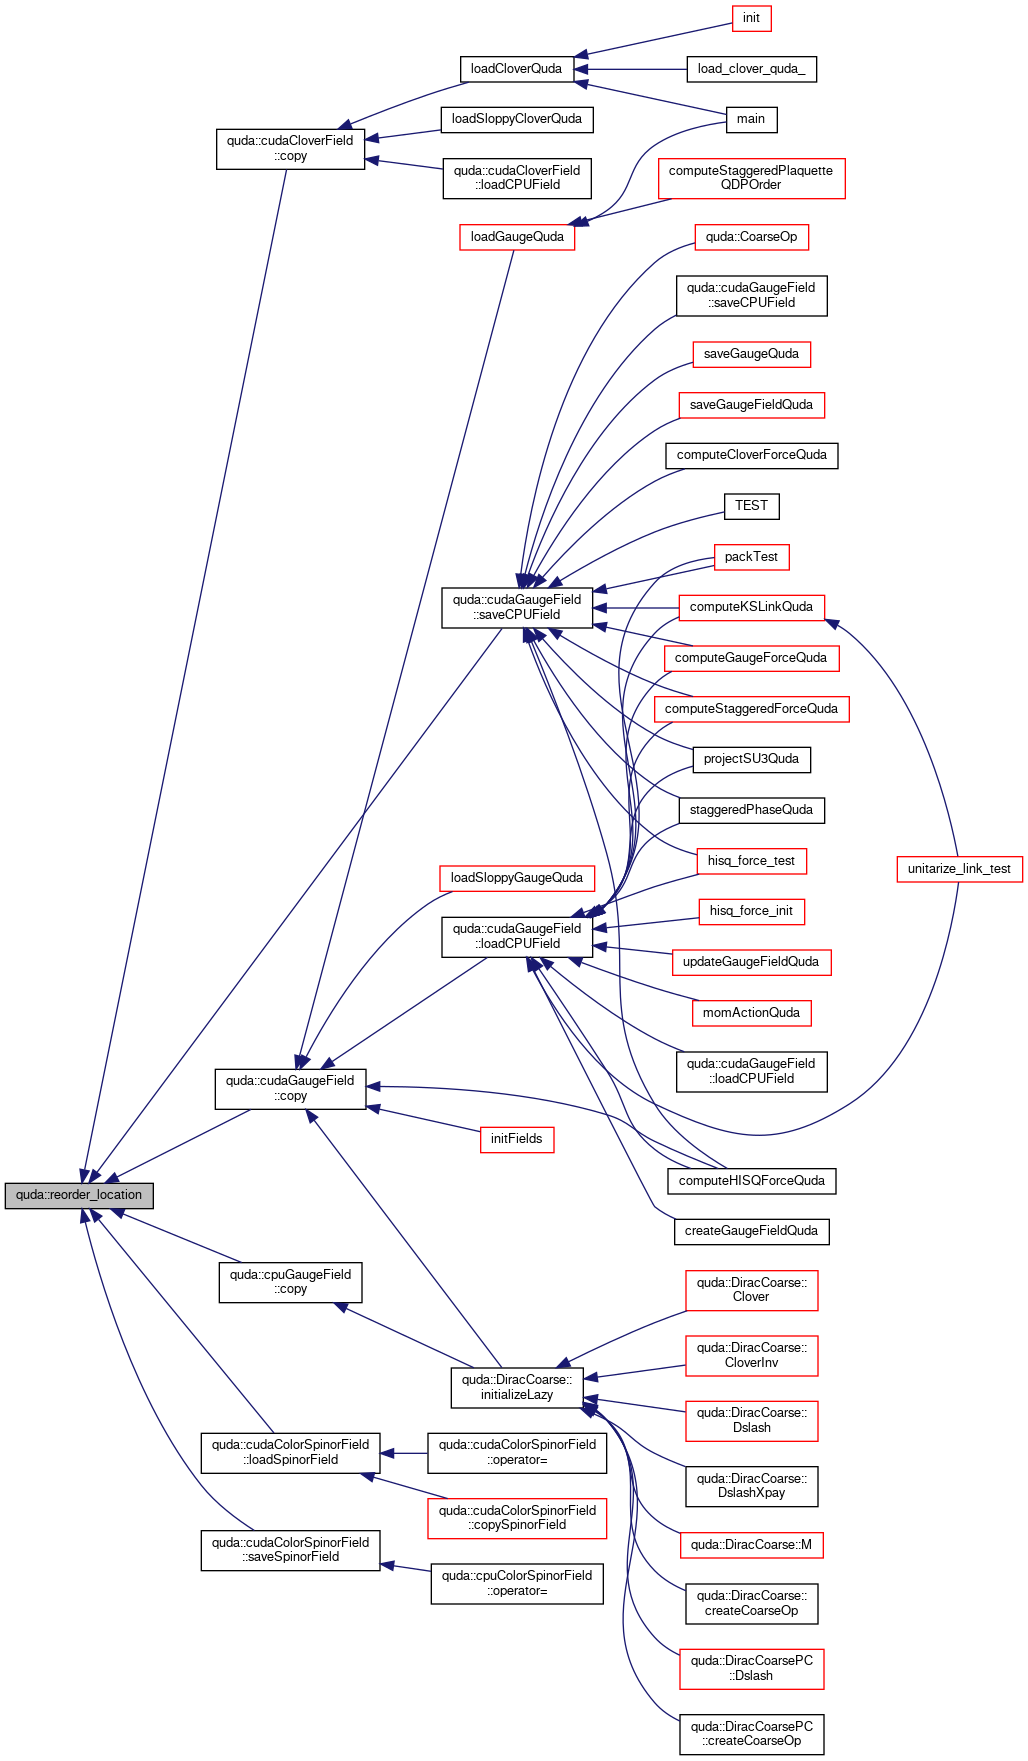 init
loadCloverQuda
load_clover_quda_
loadSloppyCloverQuda
main
quda::cudaCloverField
::copy
quda::cudaCloverField
::loadCPUField
computeStaggeredPlaquette
QDPOrder
loadGaugeQuda
quda::CoarseOp
quda::cudaGaugeField
::saveCPUField
saveGaugeQuda
saveGaugeFieldQuda
computeCloverForceQuda
TEST
packTest
quda::cudaGaugeField
::saveCPUField
computeKSLinkQuda
computeGaugeForceQuda
computeStaggeredForceQuda
projectSU3Quda
staggeredPhaseQuda
hisq_force_test
unitarize_link_test
loadSloppyGaugeQuda
hisq_force_init
quda::cudaGaugeField
::loadCPUField
updateGaugeFieldQuda
momActionQuda
quda::cudaGaugeField
::loadCPUField
quda::cudaGaugeField
::copy
initFields
computeHISQForceQuda
quda::reorder_location
createGaugeFieldQuda
quda::cpuGaugeField
::copy
quda::DiracCoarse::
Clover
quda::DiracCoarse::
CloverInv
quda::DiracCoarse::
initializeLazy
quda::DiracCoarse::
Dslash
quda::cudaColorSpinorField
::loadSpinorField
quda::cudaColorSpinorField
::operator=
quda::DiracCoarse::
DslashXpay
quda::cudaColorSpinorField
::copySpinorField
quda::DiracCoarse::M
quda::cudaColorSpinorField
::saveSpinorField
quda::cpuColorSpinorField
::operator=
quda::DiracCoarse::
createCoarseOp
quda::DiracCoarsePC
::Dslash
quda::DiracCoarsePC
::createCoarseOp